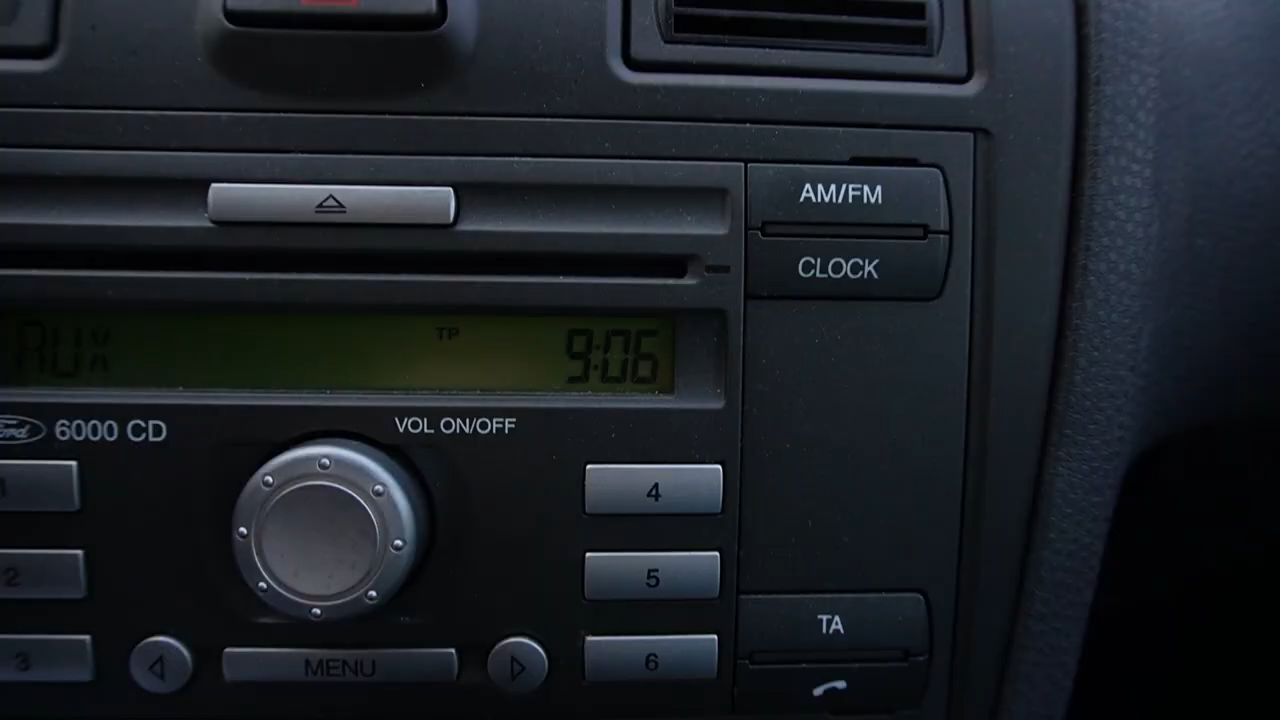 AM/FM
CLOCK
AUX TP 9:06
Ford 6000 CD
VOL ON/OFF
1
4
2
5
3
MENU
6
TA